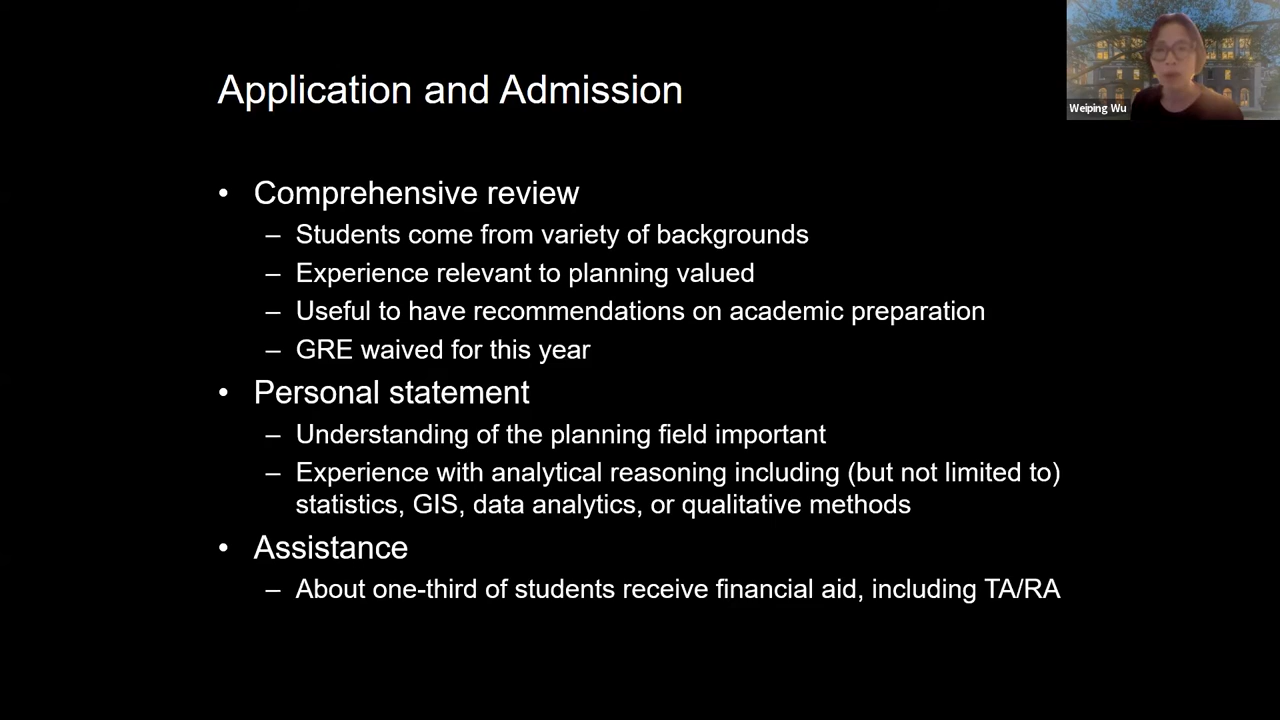 Application and Admission
Weiping Wu
• Comprehensive review
– Students come from variety of backgrounds
– Experience relevant to planning valued
– Useful to have recommendations on academic preparation
– GRE waived for this year
• Personal statement
– Understanding of the planning field important
– Experience with analytical reasoning including (but not limited to)
statistics, GIS, data analytics, or qualitative methods
• Assistance
– About one-third of students receive financial aid, including TA/RA